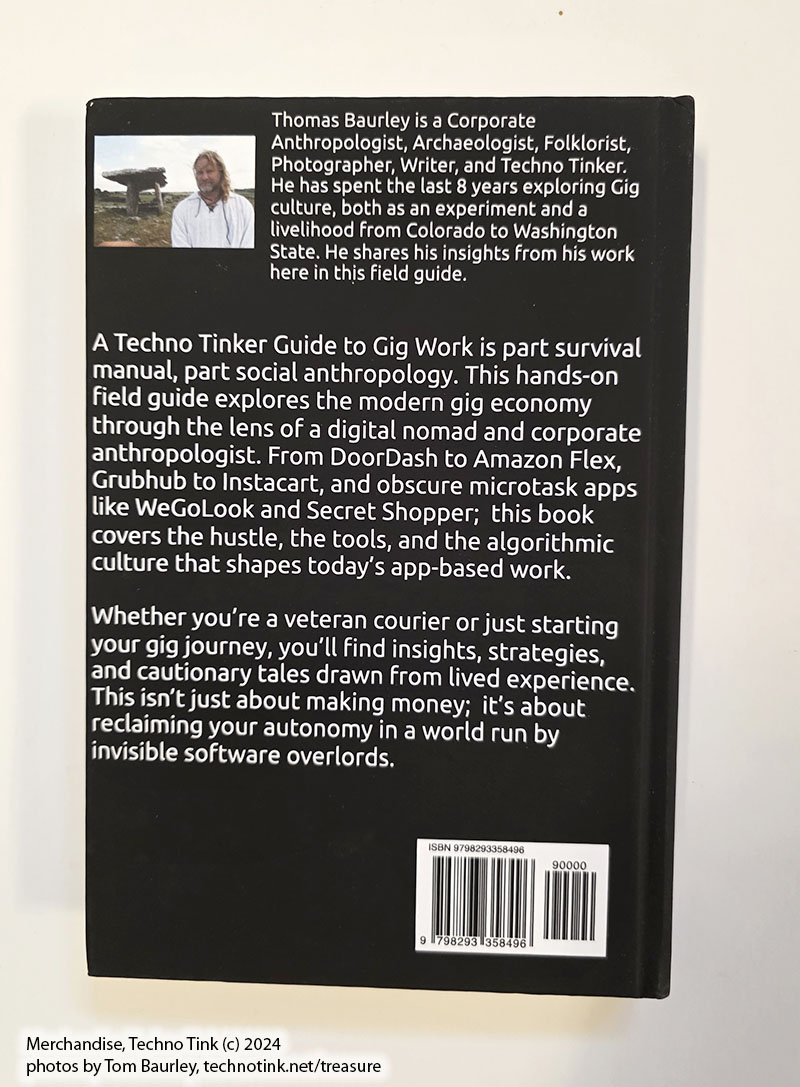 Thomas Baurley is a Corporate
Anthropologist, Archaeologist, Folklorist,
Photographer, Writer, and Techno Tinker.
He has spent the last 8 years exploring Gig
culture, both as an experiment and a
livelihood from Colorado to Washington
State. He shares his insights from his work
here in this field guide.
A Techno Tinker Guide to Gig Work is part survival
manual, part social anthropology. This hands-on
field guide explores the modern gig economy
through the lens of a digital nomad and corporate
anthropologist. From DoorDash to Amazon Flex,
Grubhub to Instacart, and obscure microtask apps
like WeGoLook and Secret Shopper;  this book
covers the hustle, the tools, and the algorithmic
culture that shapes today’s app-based work.
Whether you’re a veteran courier or just starting
your gig journey, you’ll find insights, strategies,
and cautionary tales drawn from lived experience.
This isn’t just about making money;  it’s about
reclaiming your autonomy in a world run by
invisible software overlords.
ISBN 9798293358496
90000
9 798293 358496
Merchandise, Techno Tink (c) 2024
photos by Tom Baurley, technotink.net/treasure